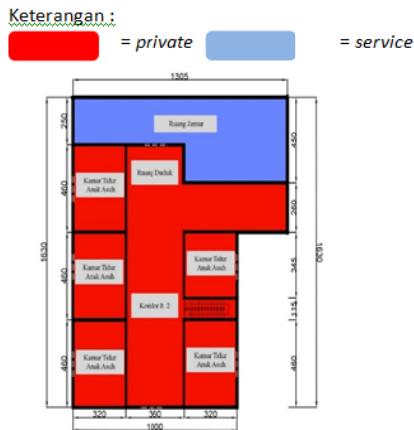 Keterangan :
= private
= service
1305
250
450
Ruang Jemur
Ruang Duduk
Kamar Tidur
Anak Asuh
460
260
1630
1630
Kamar Tidur
Anak Asuh
460
Kamar Tidur
Anak Asuh
345
Koridor lt. 2
115
Kamar Tidur
Anak Asuh
460
Kamar Tidur
Anak Asuh
460
320
360
320
1000